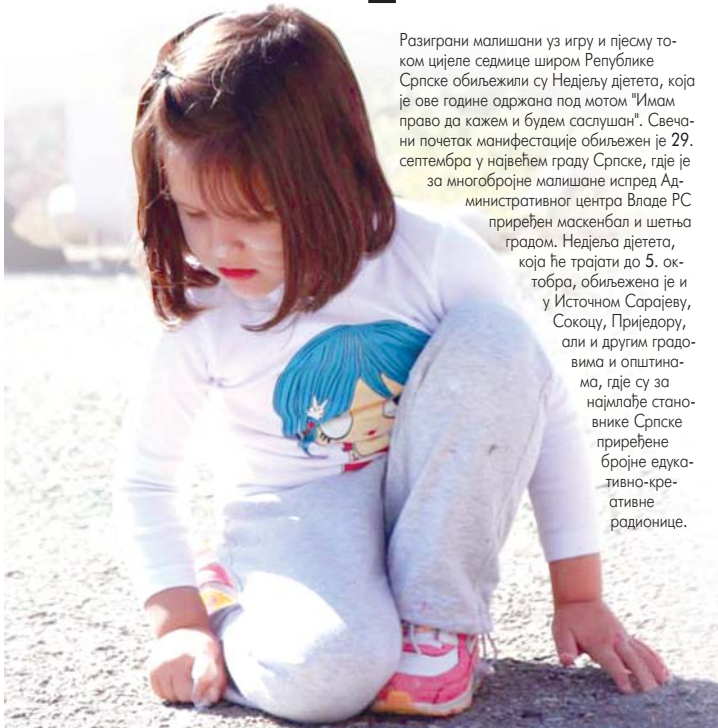 Разиграни малишани уз игру и пјесму то-
ком цијеле седмице широм Републике
Српске обиљежили су Недјељу дјетета, која
је ове године одржана под мотом "Имам
право да кажем и будем саслушан". Свеча-
ни почетак манифестације обиљежен је 29.
септембра у највећем граду Српске, гдје је
за многобројне малишане испред Ад-
министративног центра Владе РС
приређен маскенбал и шетња
градом. Недјеља дјетета,
која ће трајати до 5. ок-
тобра, обиљежена је и
у Источном Сарајеву,
Сокоцу, Приједору,
али и другим градо-
вима и општина-
ма, гдје су за
најмлађе стано-
внике Српске
приређене
бројне едука-
тивно-кре-
ативне
радионице.